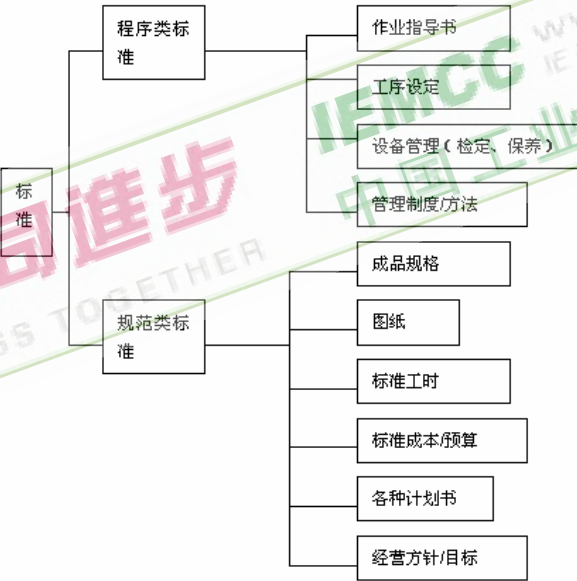 标
准
程序类标
准
作业指导书
工序设定
设备管理（检定、保养）
管理制度/方法
规范类标
准
成品规格
图纸
标准工时
标准成本/预算
各种计划书
经营方针/目标
IEMCC
中国工业
同進步
GS TOGETHER